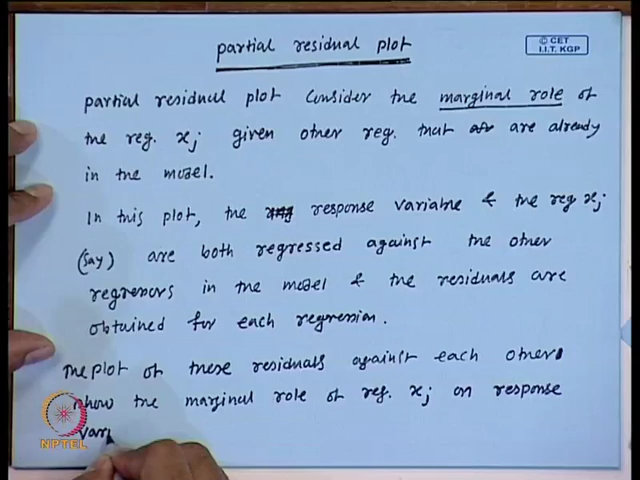 partial residual plot
© CET
I.I.T. KGP
partial residual plot consider the marginal role of
the reg. xj given other reg. that are already
in the model.
In this plot, the response variable & the reg xj
(say) are both regressed against the other
regressors in the model & the residuals are
obtained for each regression.
The plot of these residuals against each other
show the marginal role of reg. xj on response
vari
NPTEL